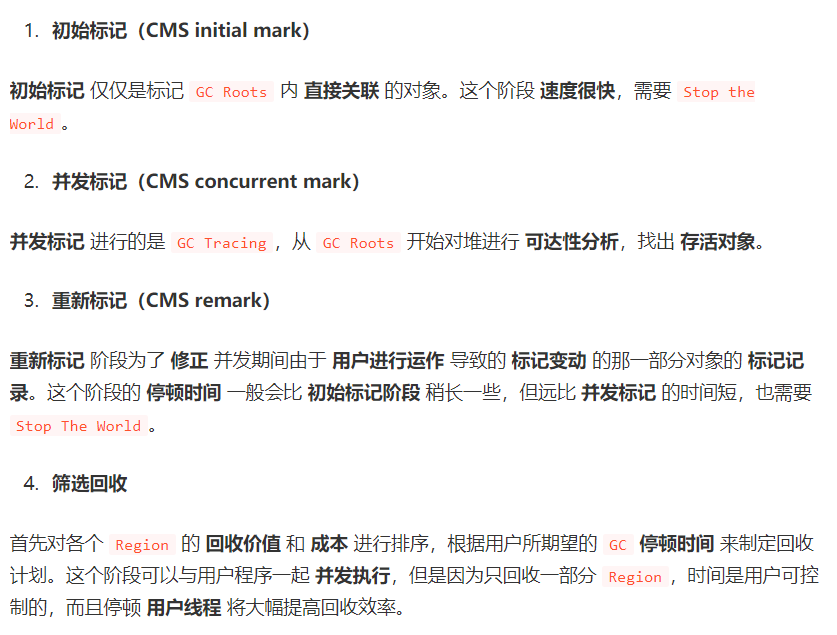 1. 初始标记（CMS initial mark）
初始标记 仅仅是标记 GC Roots 内 直接关联 的对象。这个阶段 速度很快，需要 Stop the
World 。
2. 并发标记（CMS concurrent mark）
并发标记 进行的是 GC Tracing ，从 GC Roots 开始对堆进行 可达性分析，找出 存活对象。
3. 重新标记（CMS remark）
重新标记 阶段为了 修正 并发期间由于 用户进行运作 导致的 标记变动 的那一部分对象的 标记记
录。这个阶段的 停顿时间 一般会比 初始标记阶段 稍长一些，但远比 并发标记 的时间短，也需要
Stop The World 。
4. 筛选回收
首先对各个 Region 的 回收价值 和 成本 进行排序，根据用户所期望的 GC 停顿时间 来制定回收
计划。这个阶段可以与用户程序一起 并发执行，但是因为只回收一部分 Region ，时间是用户可控
制的，而且停顿 用户线程 将大幅提高回收效率。